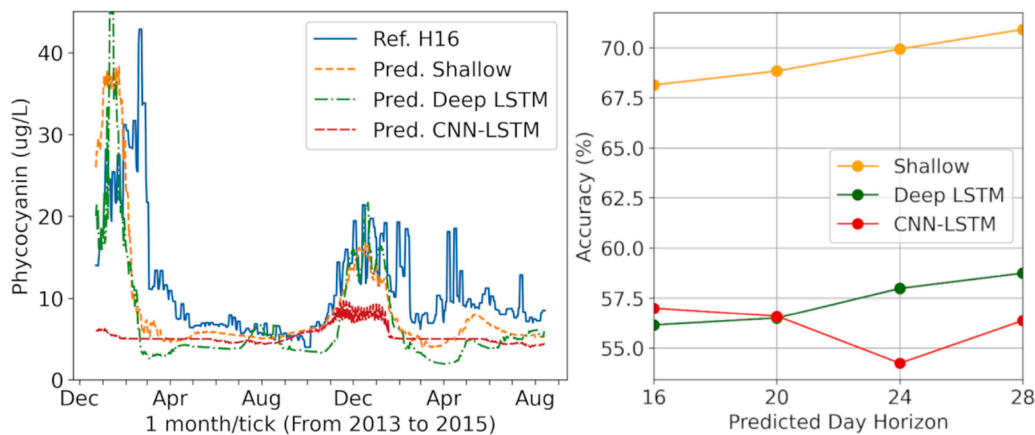 40
30
20
10
0
Phycocyanin (ug/L)
Ref. H16
Pred. Shallow
Pred. Deep LSTM
Pred. CNN-LSTM
Dec Apr Aug Dec Apr Aug
1 month/tick (From 2013 to 2015)
70.0
67.5
65.0
62.5
60.0
57.5
55.0
Accuracy (%)
Shallow
Deep LSTM
CNN-LSTM
16 20 24 28
Predicted Day Horizon